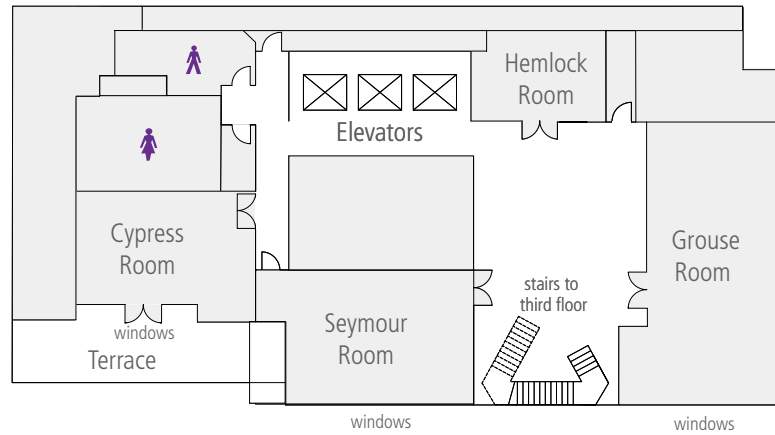 Hemlock
Room
Elevators
Cypress
Room
Grouse
Room
stairs to
third floor
Seymour
Room
windows
Terrace
windows
windows